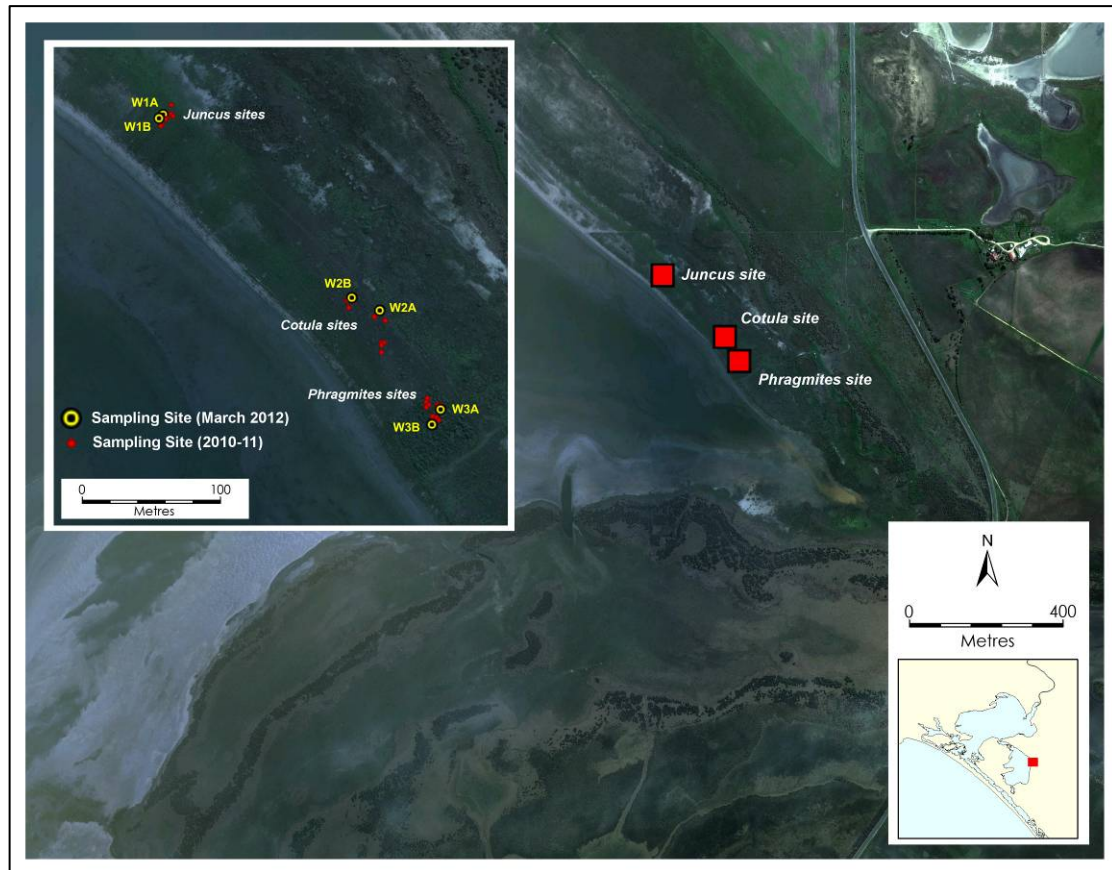 W1A
Juncus sites
W1B
W2B
W2A
Cotula sites
Phragmites sites
W3A
W3B
Sampling Site (March 2012)
Sampling Site (2010-11)
0 100
Metres
Juncus site
Cotula site
Phragmites site
N
0 400
Metres